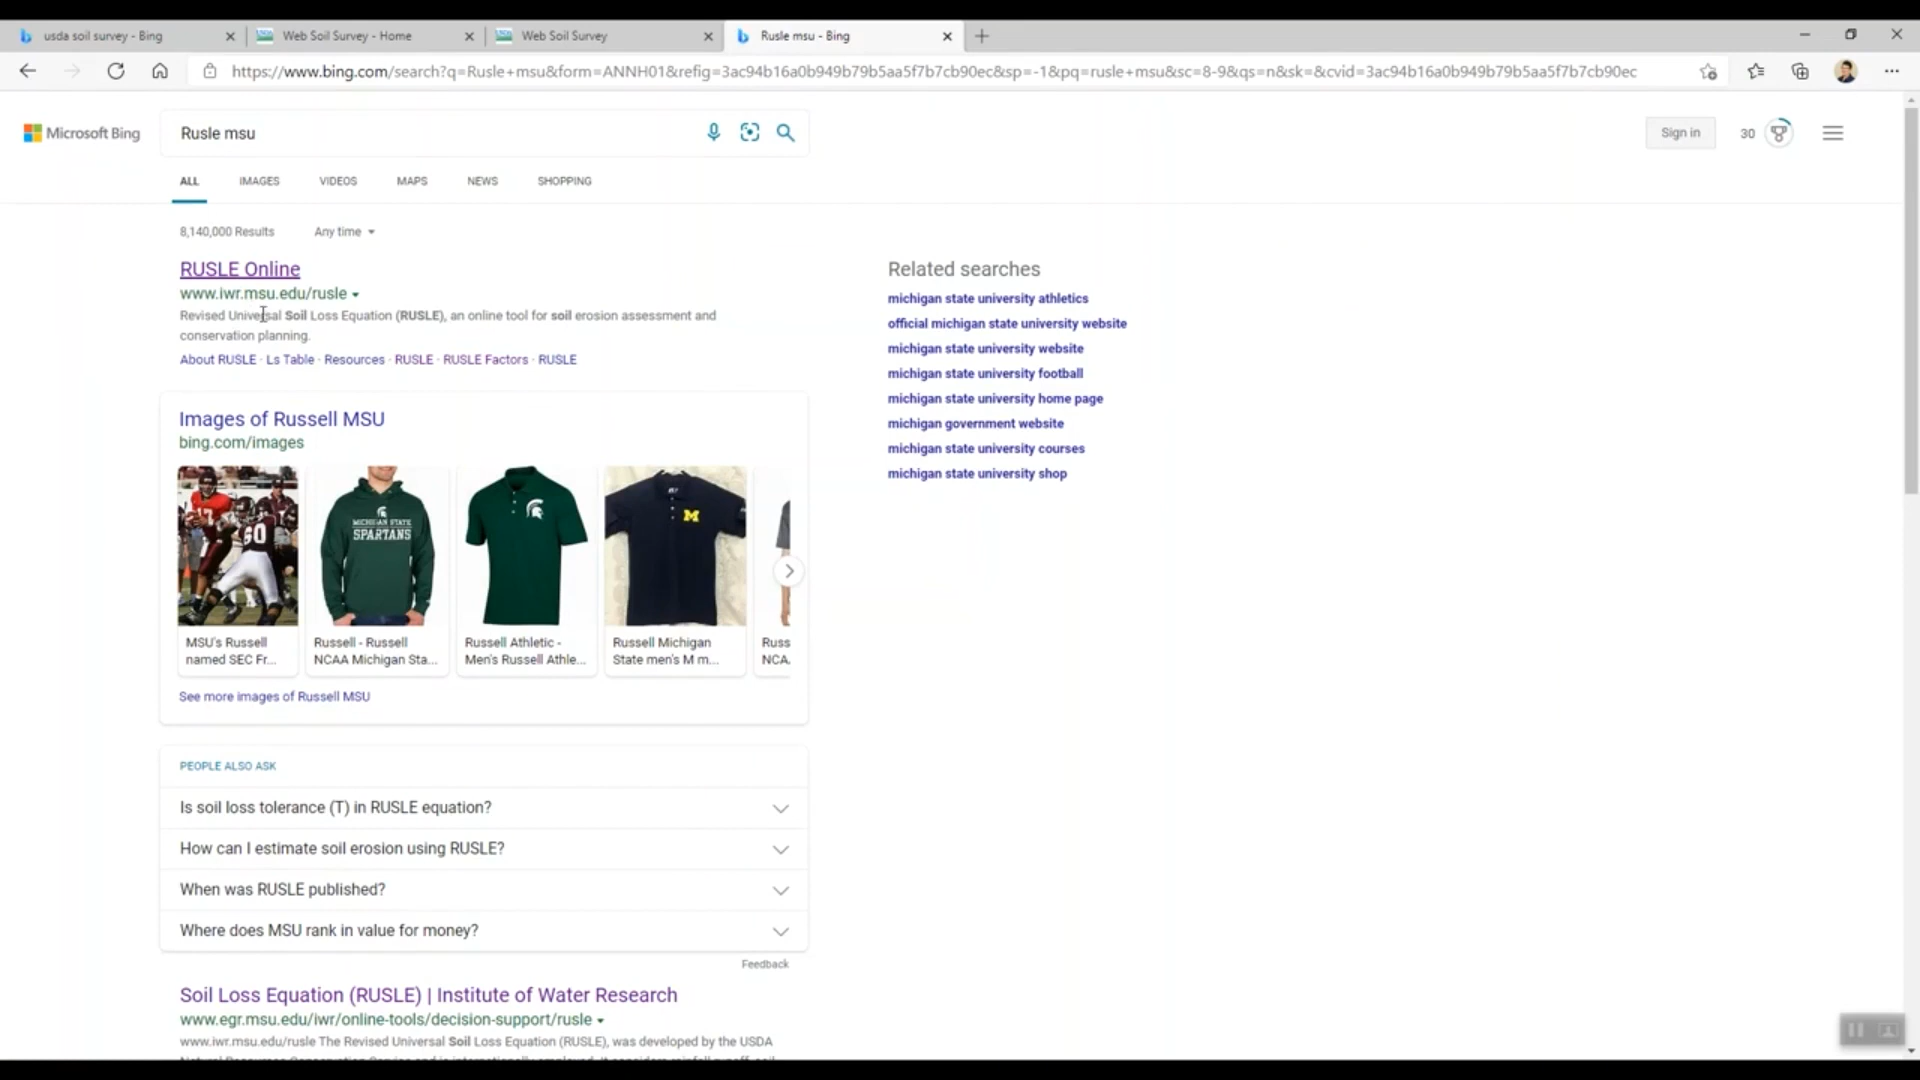 usda soil survey - Bing
Web Soil Survey - Home
Web Soil Survey
Rusle msu - Bing
https://www.bing.com/search?q=Rusle+msu&form=ANNH01&refig=3ac94b16a0b949b79b5aa5f7b7cb90ec&sp=-1&pq=rusle+msu&sc=8-9&qs=n&sk=&cvid=3ac94b16a0b949b79b5aa5f7b7cb90ec
Microsoft Bing
Rusle msu
Sign in
30
ALL
IMAGES
VIDEOS
MAPS
NEWS
SHOPPING
8,140,000 Results
Any time
RUSLE Online
www.iwr.msu.edu/rusle
Revised Universal Soil Loss Equation (RUSLE), an online tool for soil erosion assessment and
conservation planning.
About RUSLE · Ls Table · Resources · RUSLE · RUSLE Factors · RUSLE
Related searches
michigan state university athletics
official michigan state university website
michigan state university website
michigan state university football
michigan state university home page
michigan government website
michigan state university courses
michigan state university shop
Images of Russell MSU
bing.com/images
17
60
MICHIGAN STATE
SPARTANS
M
MSU's Russell
named SEC Fr...
Russell - Russell
NCAA Michigan Sta...
Russell Athletic -
Men's Russell Athle...
Russell Michigan
State men's M m...
Russ
NCA.
See more images of Russell MSU
PEOPLE ALSO ASK
Is soil loss tolerance (T) in RUSLE equation?
How can I estimate soil erosion using RUSLE?
When was RUSLE published?
Where does MSU rank in value for money?
Feedback
Soil Loss Equation (RUSLE) | Institute of Water Research
www.egr.msu.edu/iwr/online-tools/decision-support/rusle
www.iwr.msu.edu/rusle The Revised Universal Soil Loss Equation (RUSLE), was developed by the USDA